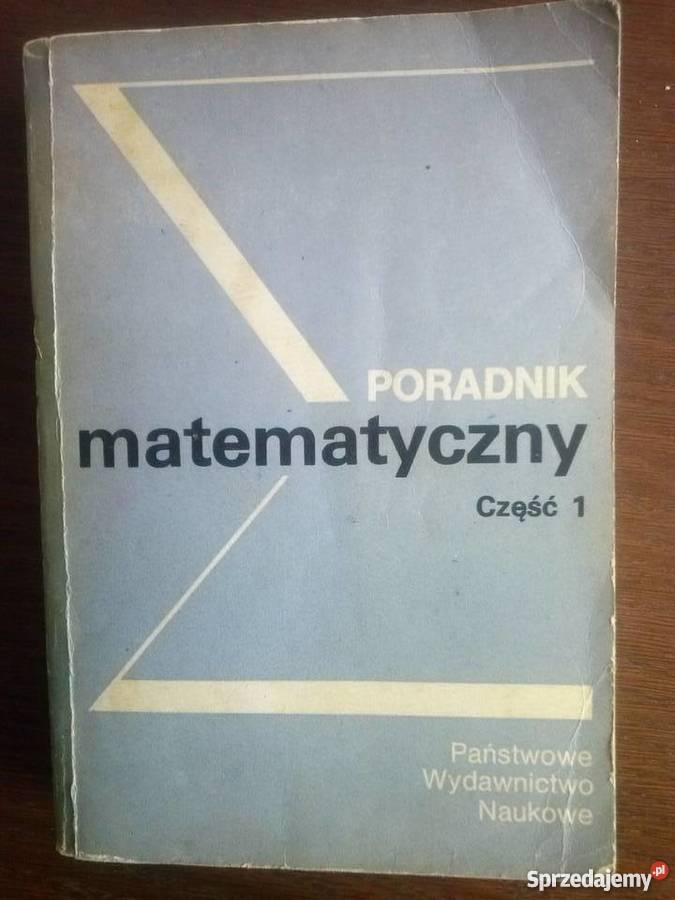 PORADNIK
matematyczny
Część 1
Państwowe
Wydawnictwo
Naukowe
Sprzedajemy.pl